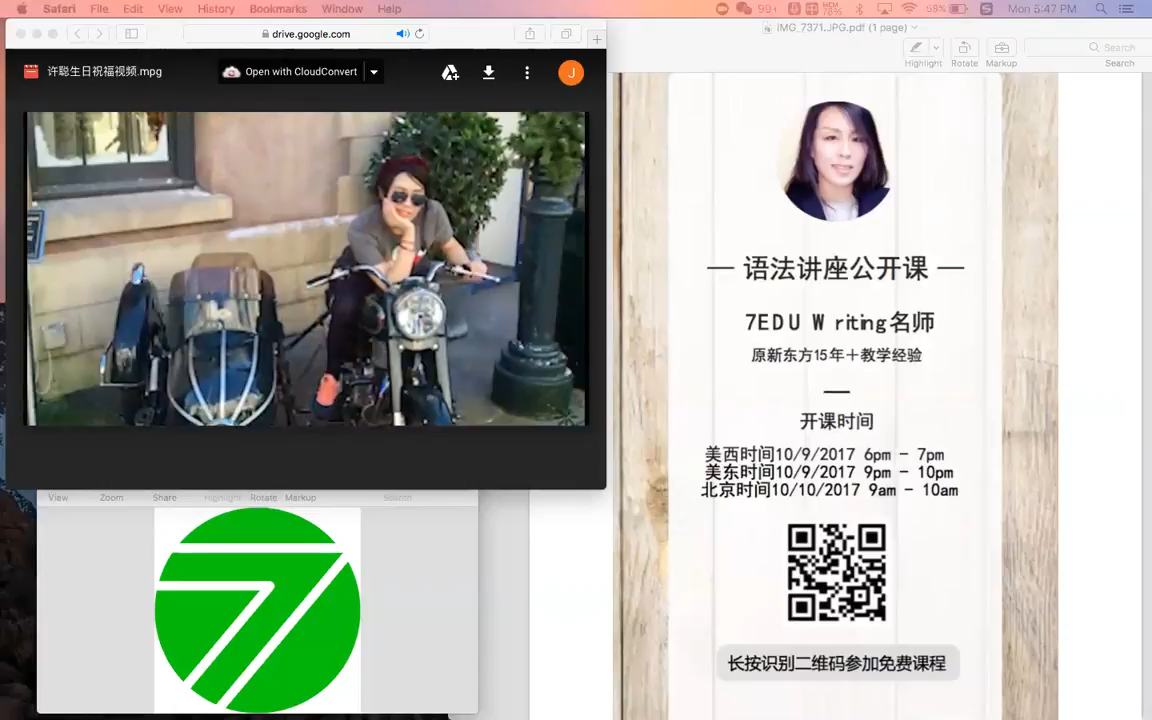 Safari File Edit View History Bookmarks Window Help
99+ 58% Mon 5:47 PM
drive.google.com
许聪生日祝福视频.mpg
Open with CloudConvert
J
IMG_7371.JPG.pdf (1 page)
Search
Highlight Rotate Markup Search
语法讲座公开课
7EDU Writing名师
原新东方15年+教学经验
开课时间
美西时间10/9/2017 6pm - 7pm
美东时间10/9/2017 9pm - 10pm
北京时间10/10/2017 9am - 10am
长按识别二维码参加免费课程
View Zoom Share Highlight Rotate Markup Search